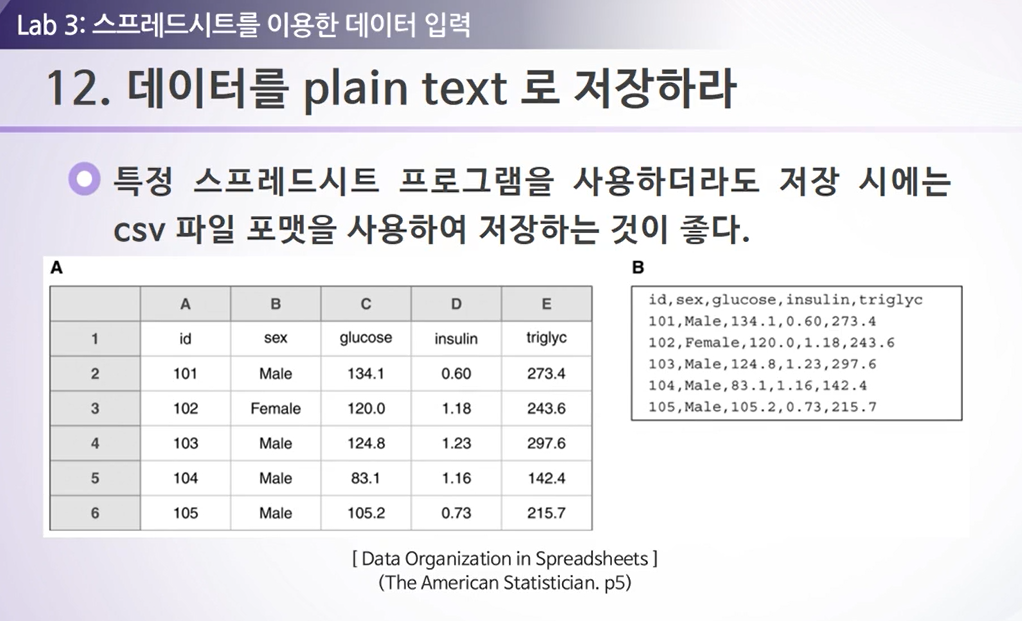 Lab 3: 스프레드시트를 이용한 데이터 입력
12. 데이터를 plain text 로 저장하라
특정 스프레드시트 프로그램을 사용하더라도 저장 시에는
csv 파일 포맷을 사용하여 저장하는 것이 좋다.
A
A B C D E
1 id sex glucose insulin triglyc
2 101 Male 134.1 0.60 273.4
3 102 Female 120.0 1.18 243.6
4 103 Male 124.8 1.23 297.6
5 104 Male 83.1 1.16 142.4
6 105 Male 105.2 0.73 215.7
B
id,sex,glucose,insulin,triglyc
101,Male,134.1,0.60,273.4
102,Female,120.0,1.18,243.6
103,Male,124.8,1.23,297.6
104,Male,83.1,1.16,142.4
105,Male,105.2,0.73,215.7
[ Data Organization in Spreadsheets ]
(The American Statistician. p5)